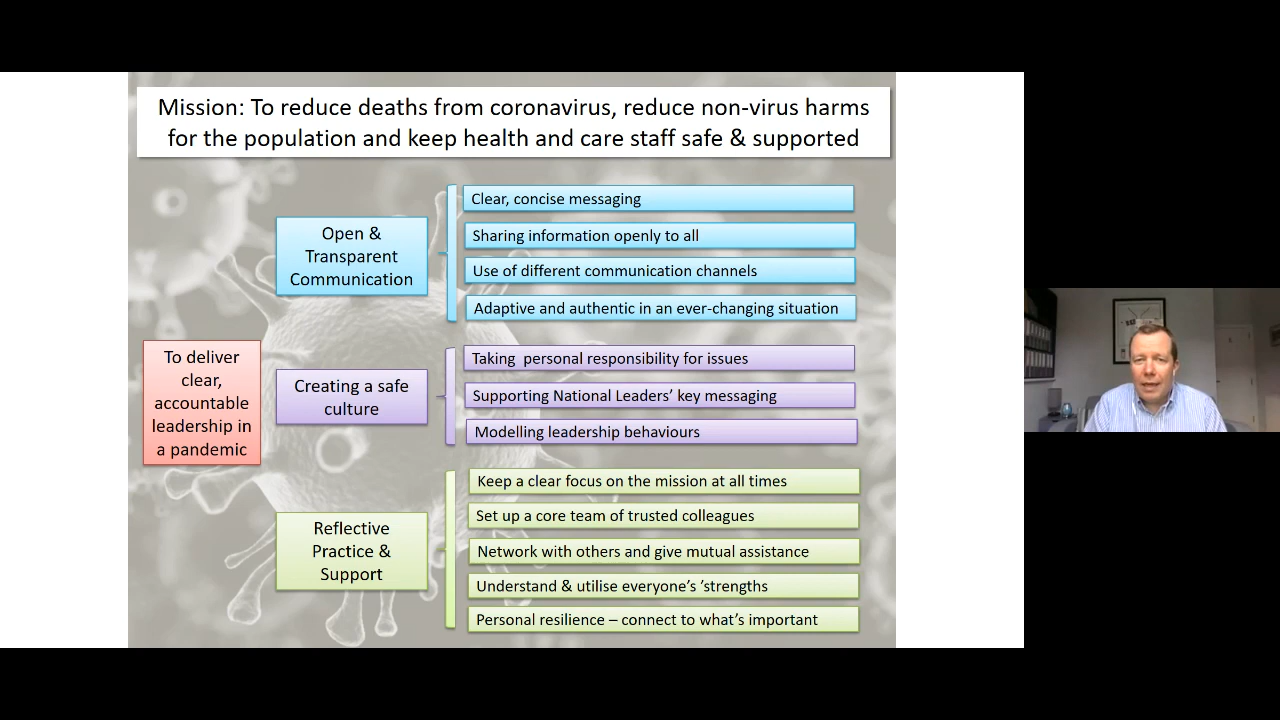 Mission: To reduce deaths from coronavirus, reduce non-virus harms
for the population and keep health and care staff safe & supported
To deliver
clear,
accountable
leadership in
a pandemic
Open &
Transparent
Communication
Clear, concise messaging
Sharing information openly to all
Use of different communication channels
Adaptive and authentic in an ever-changing situation
Creating a safe
culture
Taking  personal responsibility for issues
Supporting National Leaders’ key messaging
Modelling leadership behaviours
Reflective
Practice &
Support
Keep a clear focus on the mission at all times
Set up a core team of trusted colleagues
Network with others and give mutual assistance
Understand & utilise everyone’s ’strengths
Personal resilience – connect to what’s important